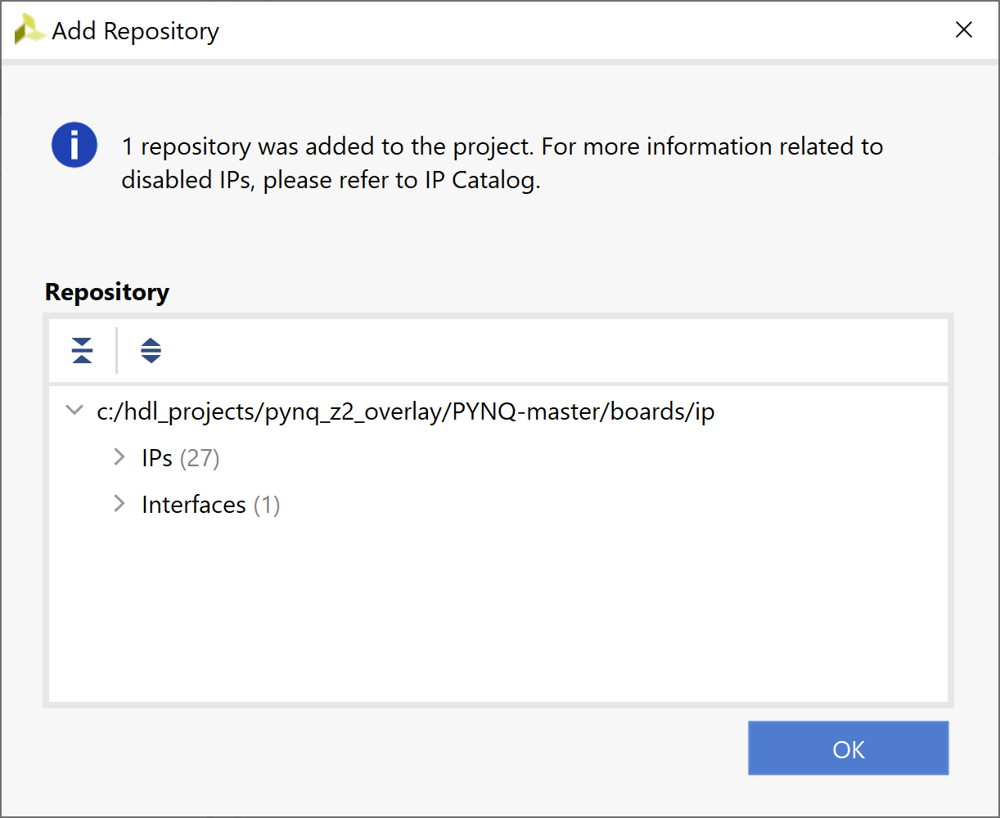 Add Repository
1 repository was added to the project. For more information related to
disabled IPs, please refer to IP Catalog.
Repository
c:/hdl_projects/pynq_z2_overlay/PYNQ-master/boards/ip
IPs (27)
Interfaces (1)
OK